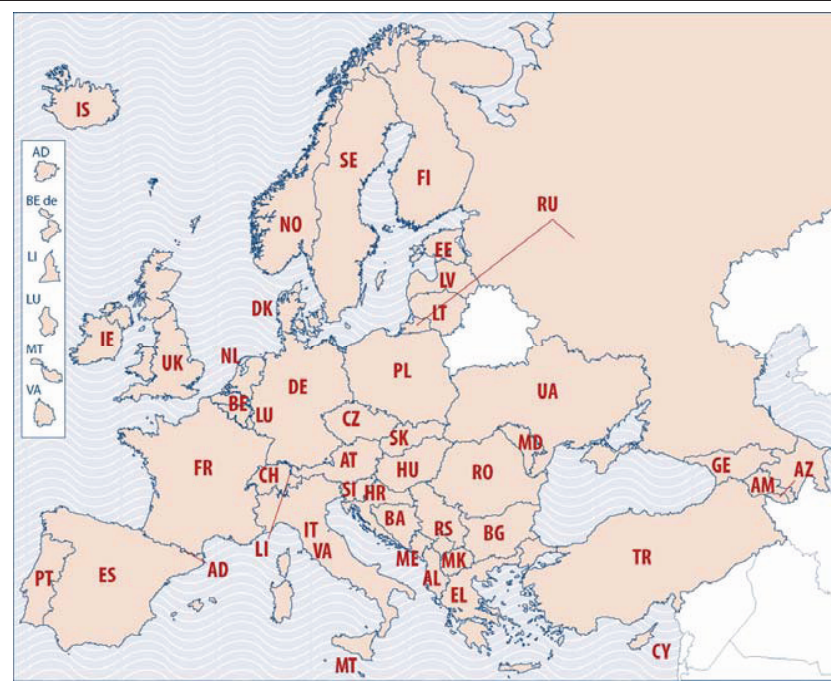 IS
AD
BE de
LI
LU
MT
VA
SE
FI
NO
RU
EE
LV
LT
DK
IE
UK
NL
BE
LU
DE
PL
UA
CZ
SK
MD
FR
CH
AT
HU
RO
GE
AM
AZ
SI
HR
BA
RS
BG
IT
VA
LI
ME
MK
AL
EL
TR
PT
ES
AD
MT
CY